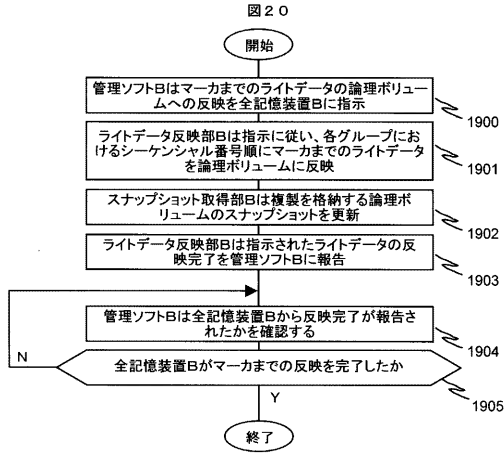 図20
開始
管理ソフトBはマーカまでのライトデータの論理ボリュー
ムへの反映を全記憶装置Bに指示
1900
ライトデータ反映部Bは指示に従い、各グループにお
けるシーケンシャル番号順にマーカまでのライトデータ
を論理ボリュームに反映
1901
スナップショット取得部Bは複製を格納する論理ボ
リュームのスナップショットを更新
1902
ライトデータ反映部Bは指示されたライトデータの反
映完了を管理ソフトBに報告
1903
管理ソフトBは全記憶装置Bから反映完了が報告さ
れたかを確認する
1904
N
全記憶装置Bがマーカまでの反映を完了したか
1905
Y
終了